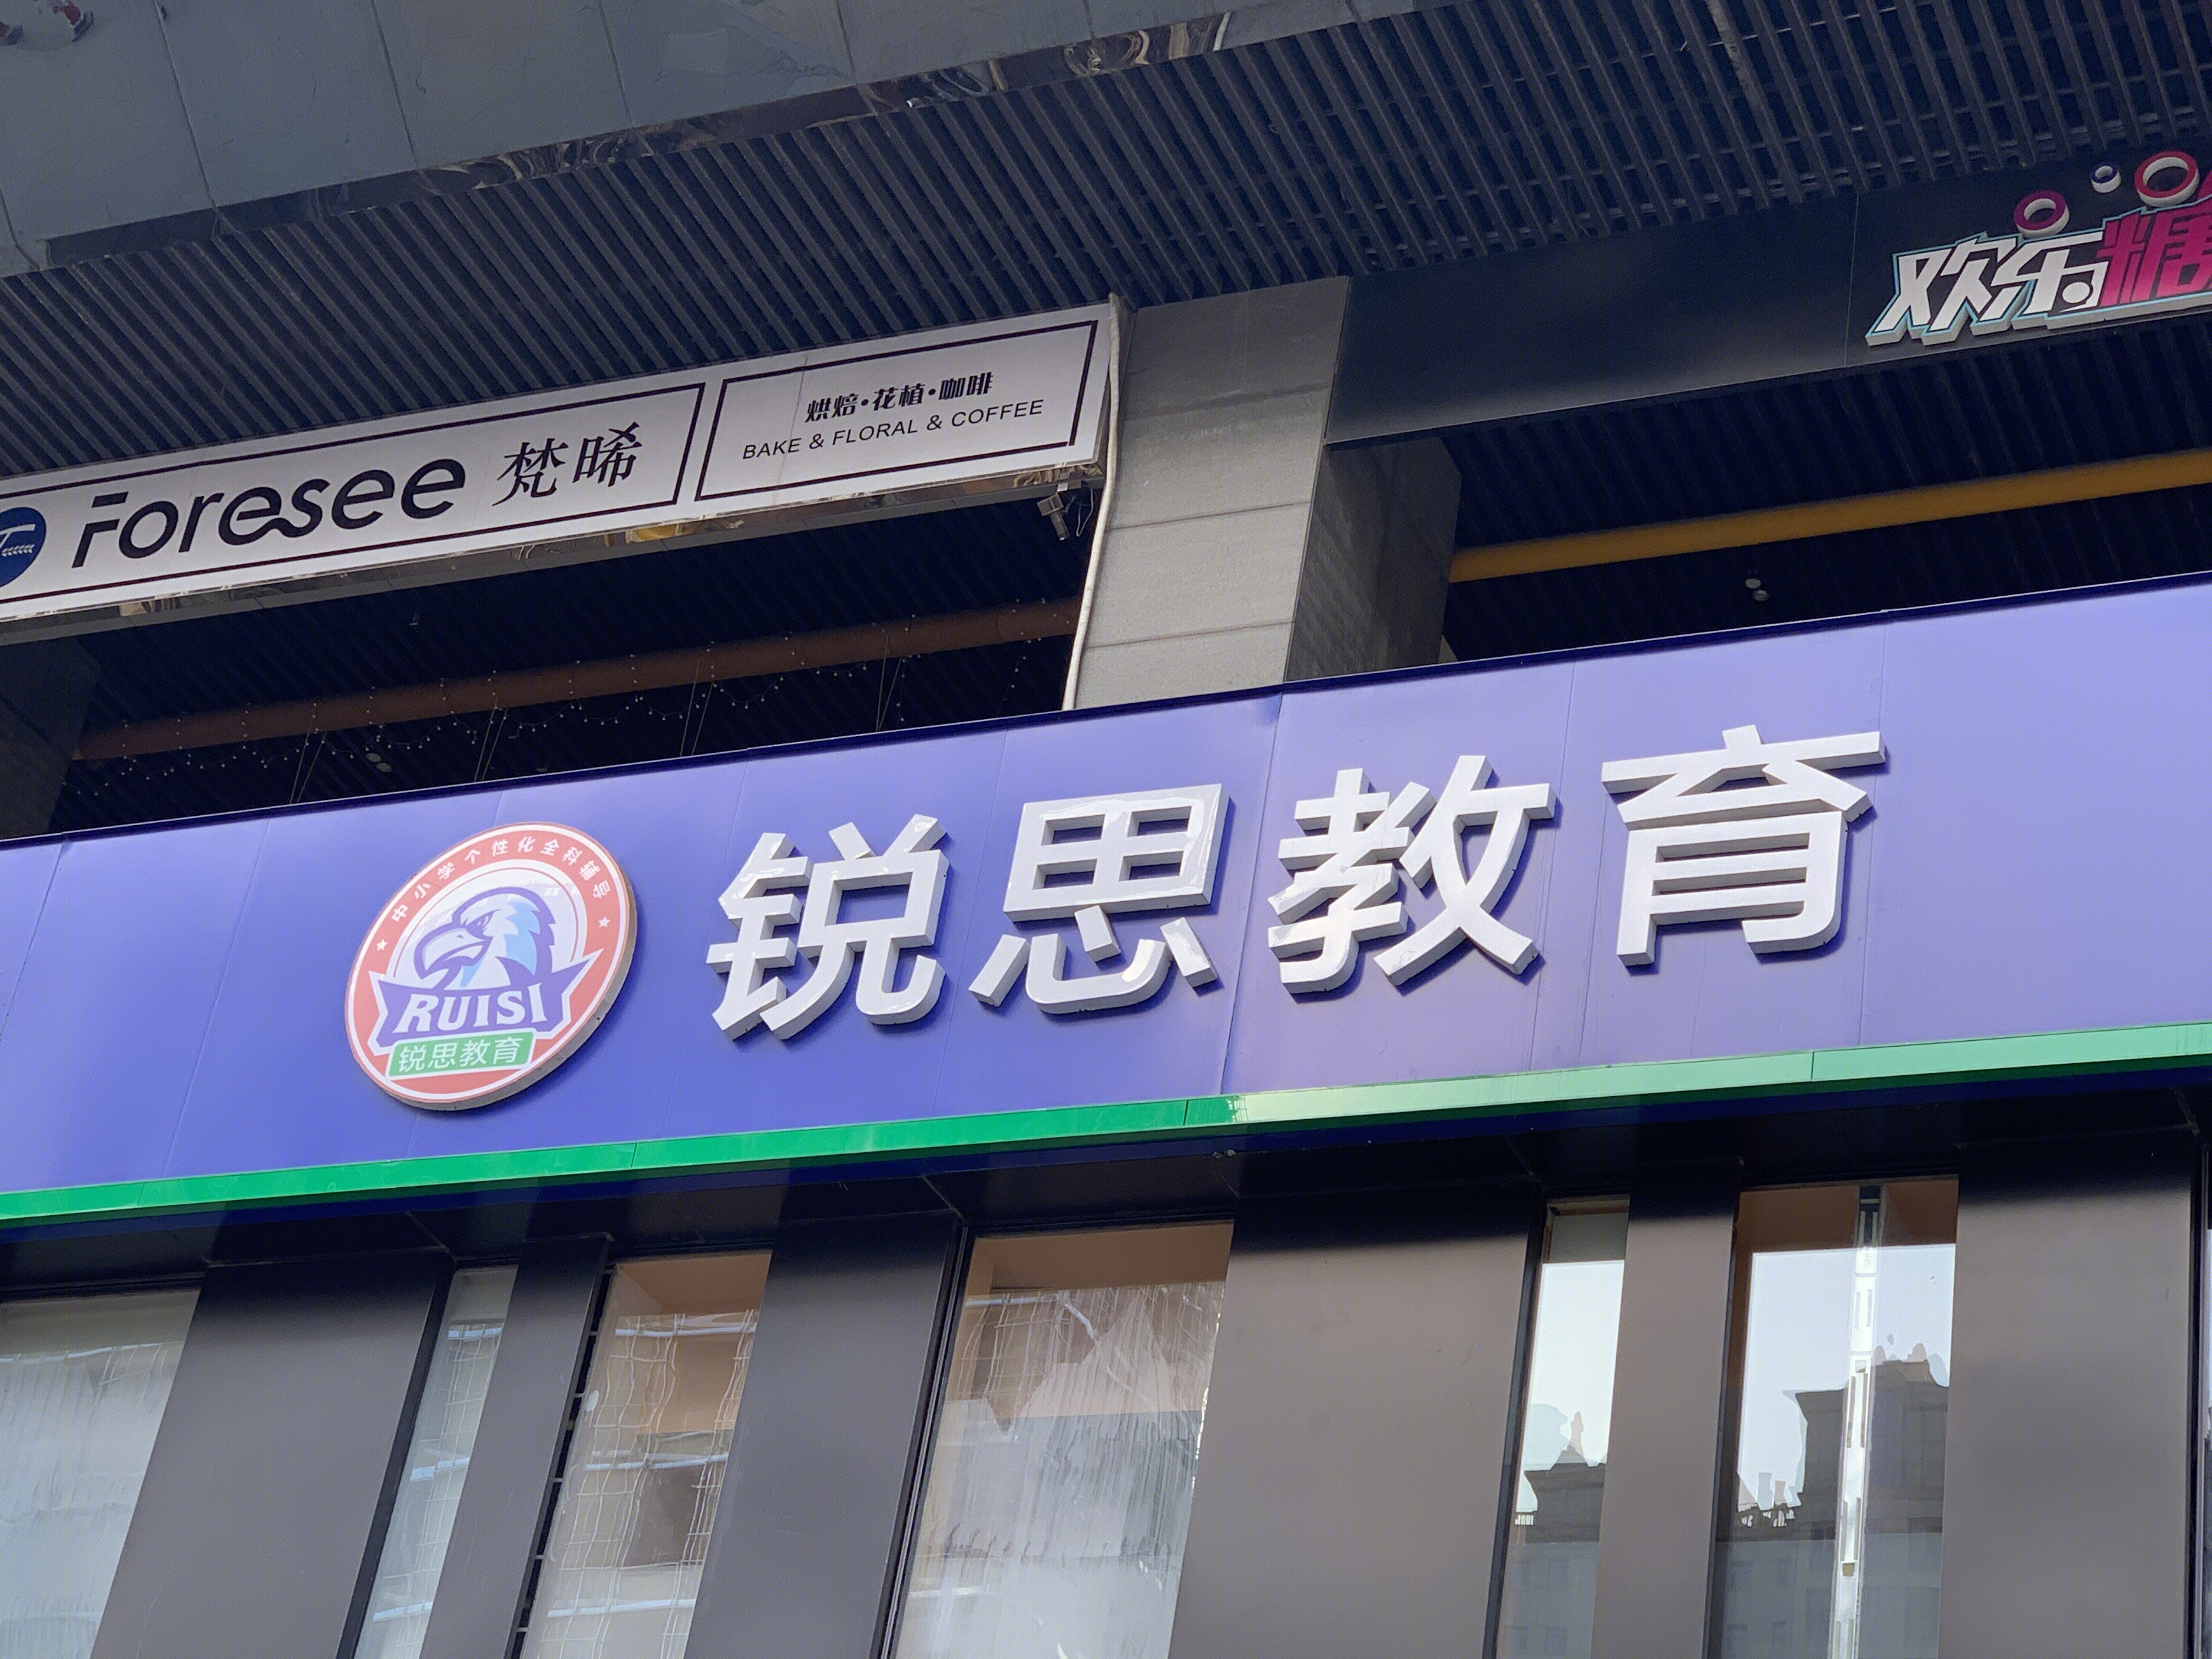 欢乐糖
烘焙·花植·咖啡
BAKE & FLORAL & COFFEE
Foresee 梵晞
锐思教育
中小学个性化全科辅导
RUISI
锐思教育